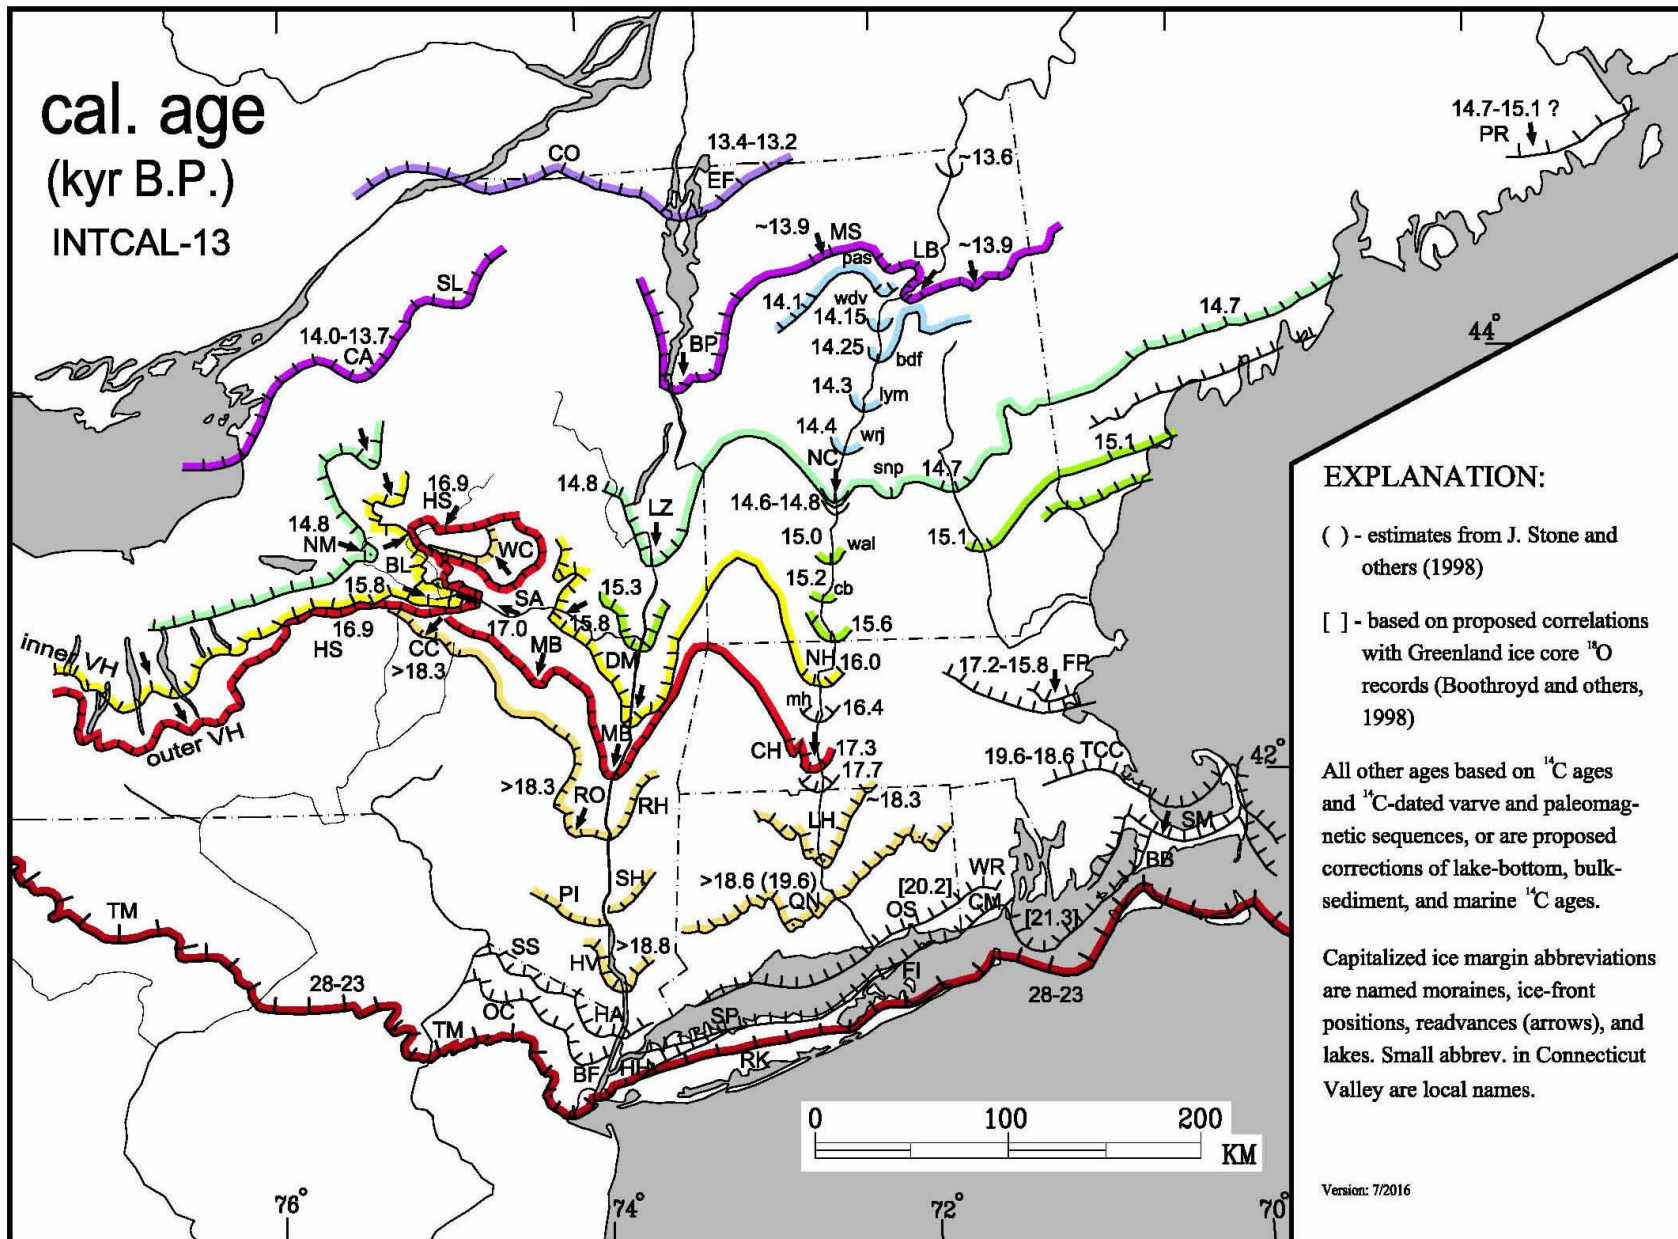 cal. age
(kyr B.P.)
INTCAL-13
14.7-15.1 ?
PR
13.4-13.2
CO
EF
~13.6
~13.9
MS
LB
~13.9
pas
SL
14.1
wdv
14.15
14.7
44°
14.0-13.7
CA
BP
14.25
bdf
14.3
lym
14.4
wrj
NC
15.1
snp
14.7
16.9
HS
14.8
LZ
14.6-14.8
14.8
NM
WC
15.0
wal
15.1
BL
15.8
SA
15.3
15.2
cb
16.9
HS
17.0
15.8
15.6
inner VH
CC
>18.3
MB
DM
NH
16.0
17.2-15.8
FP
mh
16.4
outer VH
MB
CH
17.3
19.6-18.6
TCC
42°
17.7
>18.3
RO
RH
~18.3
LH
SM
BB
PI
SH
>18.6 (19.6)
QN
[20.2]
WR
OS
CM
[21.3]
TM
SS
HV
>18.8
28-23
OC
HA
FI
28-23
TM
SP
BF
HH
RK
0
100
200
KM
76°
74°
72°
70°
EXPLANATION:
( ) - estimates from J. Stone and
others (1998)
[ ] - based on proposed correlations
with Greenland ice core ¹⁸O
records (Boothroyd and others,
1998)
All other ages based on ¹⁴C ages
and ¹⁴C-dated varve and paleomag-
netic sequences, or are proposed
corrections of lake-bottom, bulk-
sediment, and marine ¹⁴C ages.
Capitalized ice margin abbreviations
are named moraines, ice-front
positions, readvances (arrows), and
lakes. Small abbrev. in Connecticut
Valley are local names.
Version: 7/2016